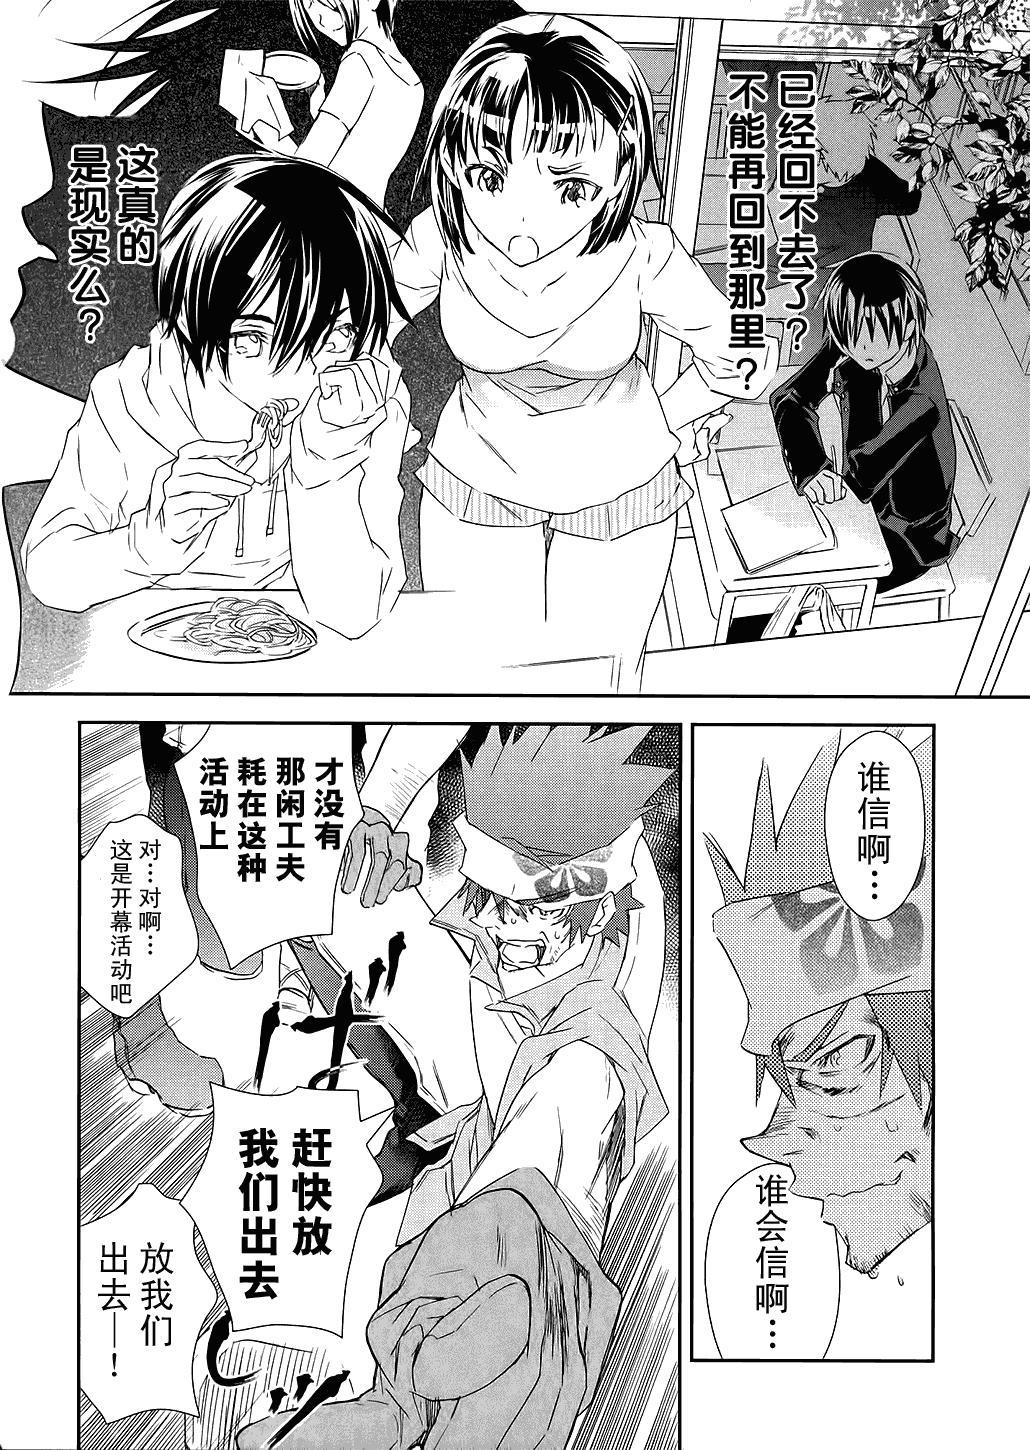 已经回不去了？
不能再回到那里？
这真的
是现实么？
谁信啊…
谁会信啊…
才没有
那闲工夫
耗在这种
活动上
对…对啊…
这是开幕活动吧
赶快放
我们出去
放我们
出去—！